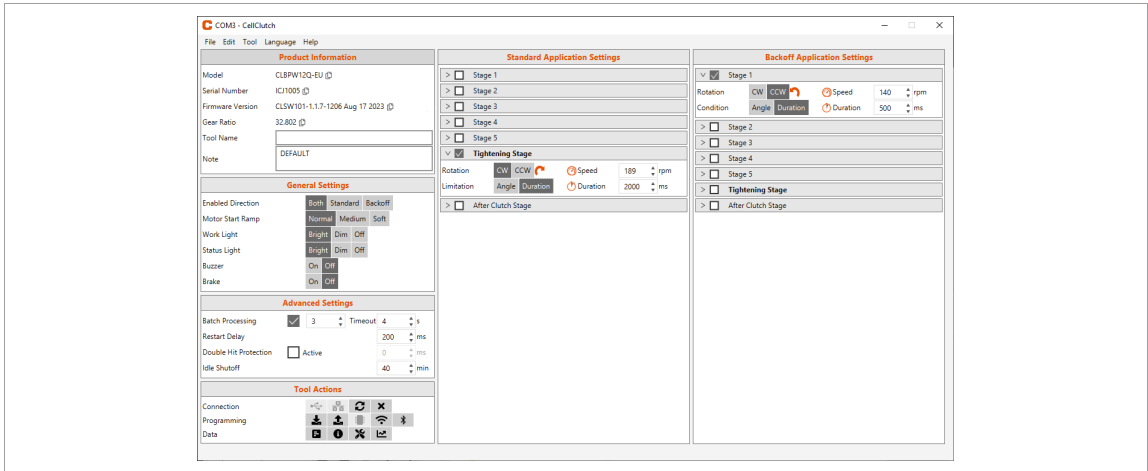 COM3 - CellClutch
File Edit Tool Language Help
Product Information
Model CLBPW12Q-EU
Serial Number ICJ1005
Firmware Version CLSW101-1.1.7-1206 Aug 17 2023
Gear Ratio 32.802
Tool Name
Note DEFAULT
General Settings
Enabled Direction Both Standard Backoff
Motor Start Ramp Normal Medium Soft
Work Light Bright Dim Off
Status Light Bright Dim Off
Buzzer On Off
Brake On Off
Advanced Settings
Batch Processing 3 Timeout 4 s
Restart Delay 200 ms
Double Hit Protection Active 0 ms
Idle Shutoff 40 min
Tool Actions
Connection
Programming
Data
Standard Application Settings
Stage 1
Stage 2
Stage 3
Stage 4
Stage 5
Tightening Stage
Rotation CW CCW Speed 189 rpm
Limitation Angle Duration Duration 2000 ms
After Clutch Stage
Backoff Application Settings
Stage 1
Rotation CW CCW Speed 140 rpm
Condition Angle Duration Duration 500 ms
Stage 2
Stage 3
Stage 4
Stage 5
Tightening Stage
After Clutch Stage